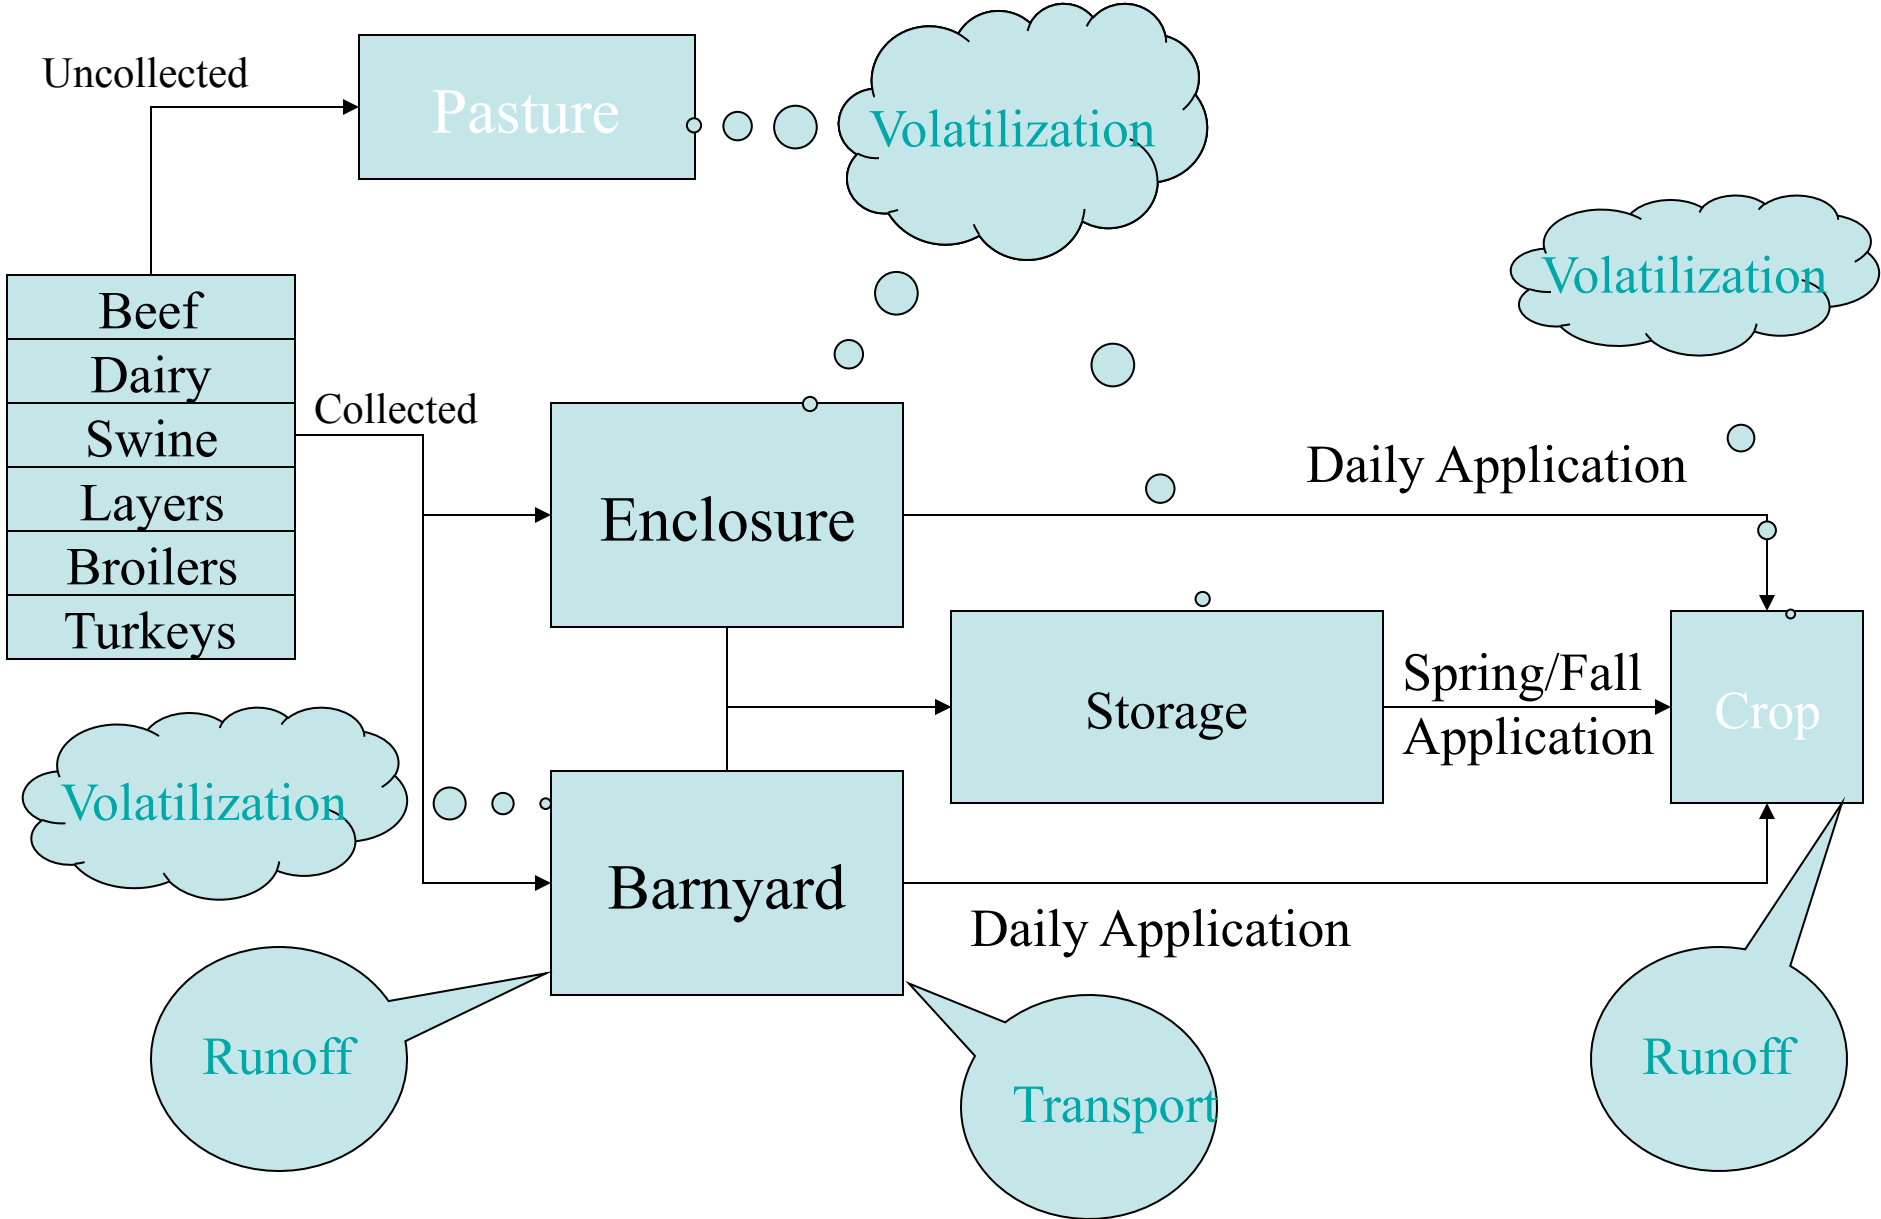 Uncollected
Pasture
Volatilization
Volatilization
Beef
Dairy
Swine
Layers
Broilers
Turkeys
Collected
Enclosure
Daily Application
Storage
Spring/Fall
Application
Crop
Volatilization
Barnyard
Daily Application
Runoff
Transport
Runoff